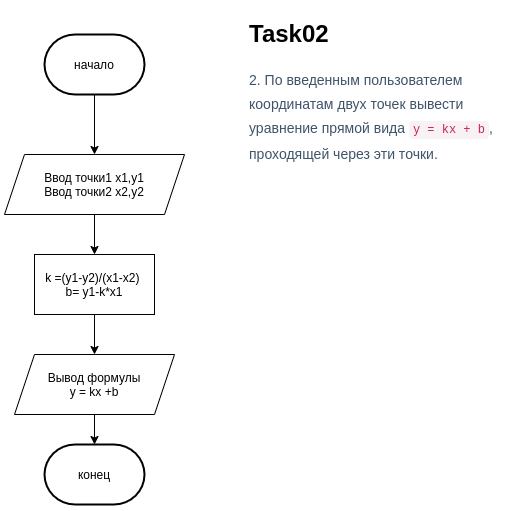 начало
Ввод точки1 x1,y1
Ввод точки2 x2,y2
k =(y1-y2)/(x1-x2)
b= y1-k*x1
Вывод формулы
y = kx +b
конец
Task02
2. По введенным пользователем
координатам двух точек вывести
уравнение прямой вида y = kx + b,
проходящей через эти точки.